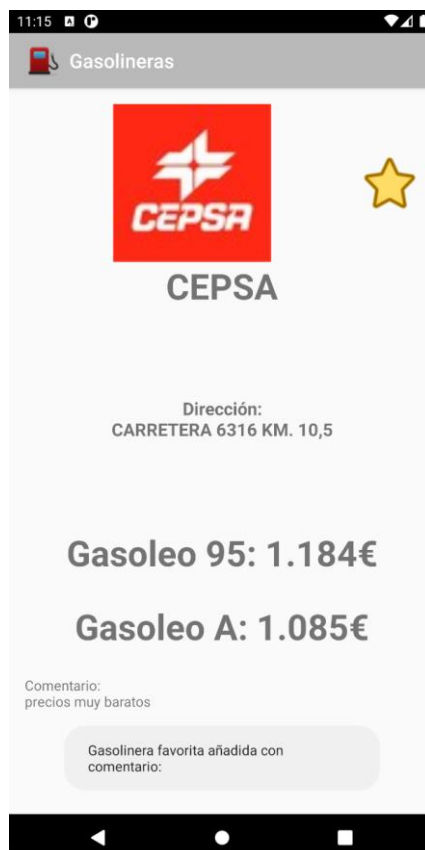 11:15
Gasolineras
CEPSA
CEPSA
Dirección:
CARRETERA 6316 KM. 10,5
Gasoleo 95: 1.184€
Gasoleo A: 1.085€
Comentario:
precios muy baratos
Gasolinera favorita añadida con
comentario: